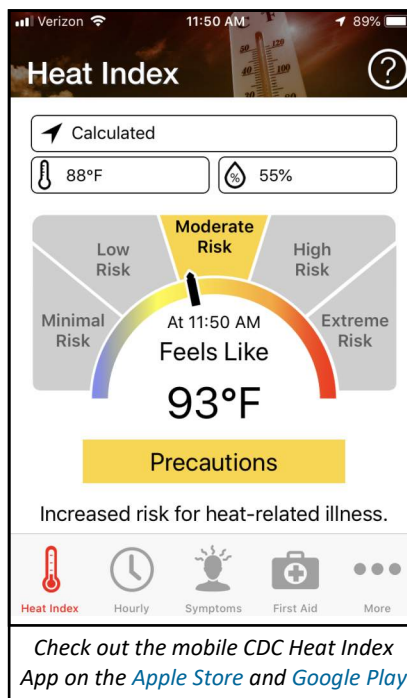 Verizon 11:50 AM 89%
Heat Index ?
Calculated
88°F % 55%
Moderate
Risk
Low
Risk
High
Risk
Minimal
Risk
Extreme
Risk
At 11:50 AM
Feels Like
93°F
Precautions
Increased risk for heat-related illness.
Heat Index Hourly Symptoms First Aid More
Check out the mobile CDC Heat Index
App on the Apple Store and Google Play